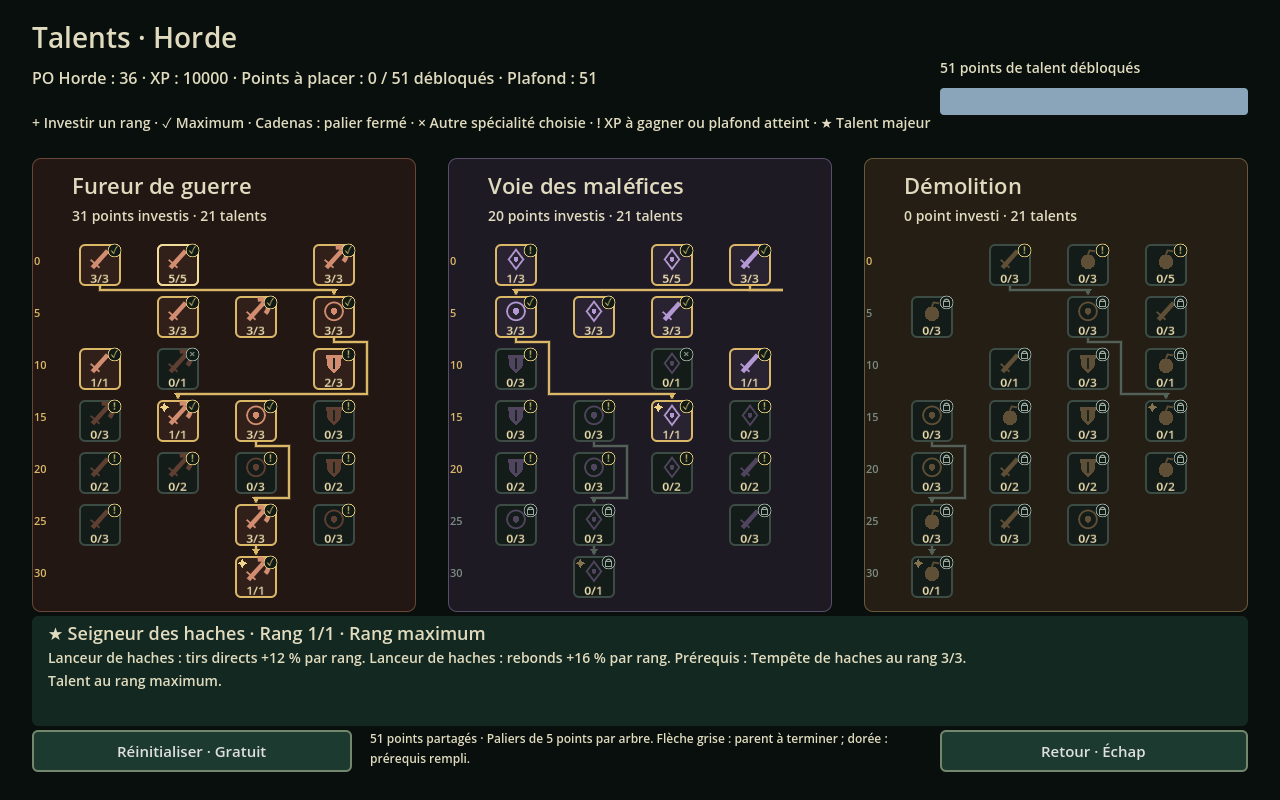 Talents · Horde
PO Horde : 36 · XP : 10000 · Points à placer : 0 / 51 débloqués · Plafond : 51
51 points de talent débloqués
+ Investir un rang · ✓ Maximum · Cadenas : palier fermé · × Autre spécialité choisie · ! XP à gagner ou plafond atteint · ★ Talent majeur
Fureur de guerre
31 points investis · 21 talents
0
3/3 5/5 3/3
5
3/3 3/3 3/3
10
1/1 0/1 2/3
15
0/3 1/1 3/3 0/3
20
0/2 0/2 0/3 0/2
25
0/3 3/3 0/3
30
1/1
Voie des maléfices
20 points investis · 21 talents
0
1/3 5/5 3/3
5
3/3 3/3 3/3
10
0/3 0/1 1/1
15
0/3 0/3 1/1 0/3
20
0/2 0/3 0/2 0/2
25
0/3 0/3 0/3
30
0/1
Démolition
0 point investi · 21 talents
0
0/3 0/3 0/5
5
0/3 0/3 0/3
10
0/1 0/3 0/1
15
0/3 0/3 0/3 0/1
20
0/3 0/2 0/2 0/2
25
0/3 0/3 0/3
30
0/1
★ Seigneur des haches · Rang 1/1 · Rang maximum
Lanceur de haches : tirs directs +12 % par rang. Lanceur de haches : rebonds +16 % par rang. Prérequis : Tempête de haches au rang 3/3.
Talent au rang maximum.
Réinitialiser · Gratuit
51 points partagés · Paliers de 5 points par arbre. Flèche grise : parent à terminer ; dorée :
prérequis rempli.
Retour · Échap